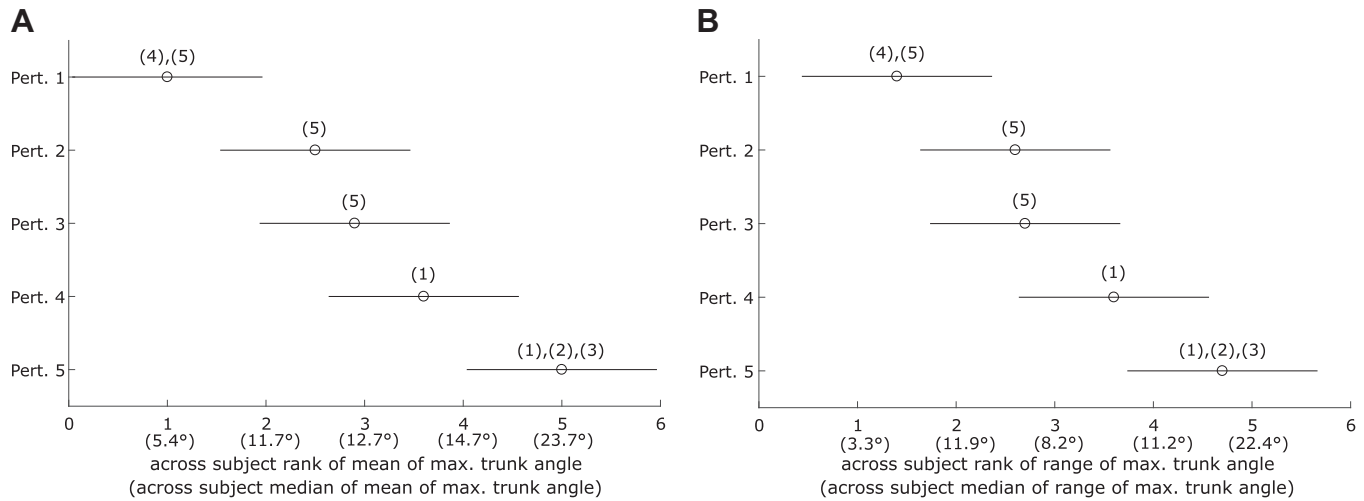 A
(4),(5)
Pert. 1
(5)
Pert. 2
(5)
Pert. 3
(1)
Pert. 4
(1),(2),(3)
Pert. 5
0 1 2 3 4 5 6
(5.4°) (11.7°) (12.7°) (14.7°) (23.7°)
across subject rank of mean of max. trunk angle
(across subject median of mean of max. trunk angle)
B
(4),(5)
Pert. 1
(5)
Pert. 2
(5)
Pert. 3
(1)
Pert. 4
(1),(2),(3)
Pert. 5
0 1 2 3 4 5 6
(3.3°) (11.9°) (8.2°) (11.2°) (22.4°)
across subject rank of range of max. trunk angle
(across subject median of range of max. trunk angle)